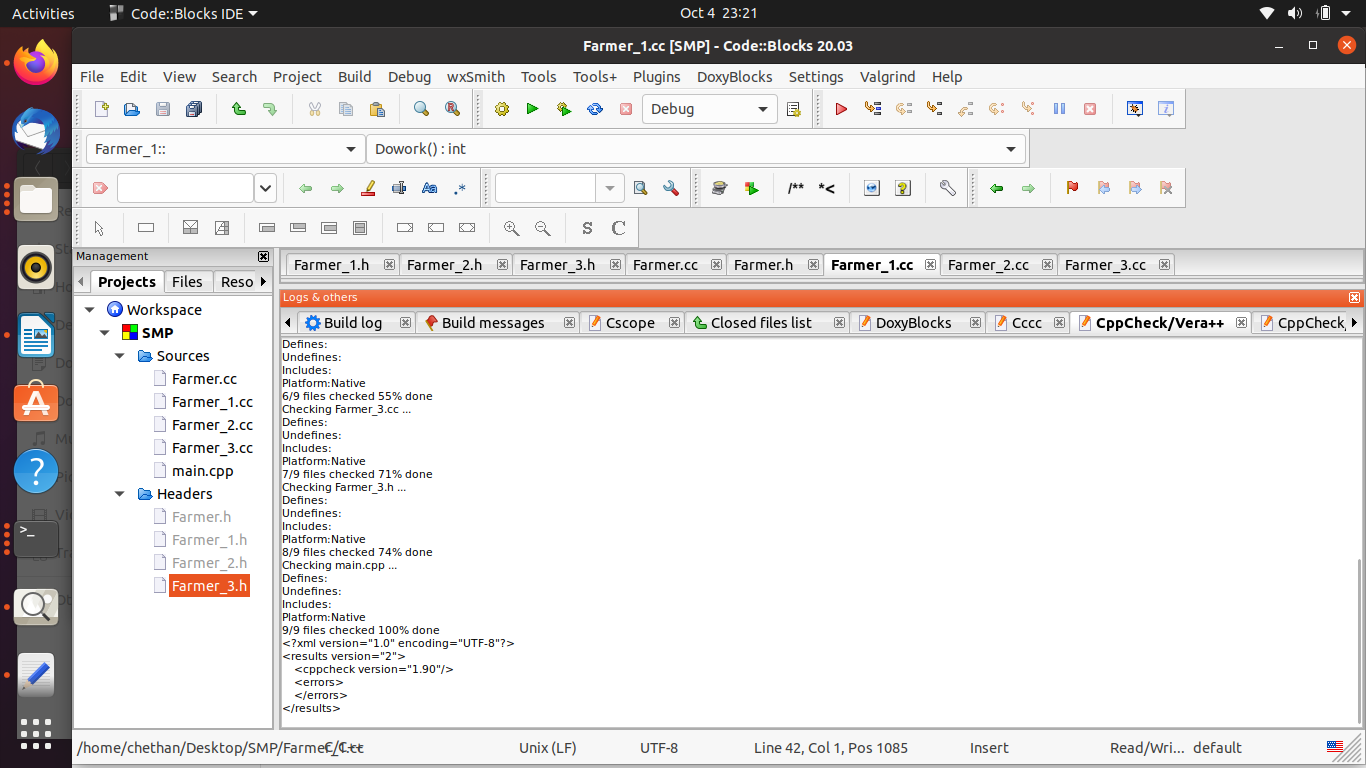 Activities Code::Blocks IDE Oct 4 23:21
Farmer_1.cc [SMP] - Code::Blocks 20.03
File Edit View Search Project Build Debug wxSmith Tools Tools+ Plugins DoxyBlocks Settings Valgrind Help
Debug
Farmer_1:: Dowork() : int
/** *<
S C
Management
Projects Files Reso
Workspace
SMP
Sources
Farmer.cc
Farmer_1.cc
Farmer_2.cc
Farmer_3.cc
main.cpp
Headers
Farmer.h
Farmer_1.h
Farmer_2.h
Farmer_3.h
Farmer_1.h Farmer_2.h Farmer_3.h Farmer.cc Farmer.h Farmer_1.cc Farmer_2.cc Farmer_3.cc
Logs & others
Build log Build messages Cscope Closed files list DoxyBlocks Cccc CppCheck/Vera++ CppCheck/
Defines:
Undefines:
Includes:
Platform:Native
6/9 files checked 55% done
Checking Farmer_3.cc ...
Defines:
Undefines:
Includes:
Platform:Native
7/9 files checked 71% done
Checking Farmer_3.h ...
Defines:
Undefines:
Includes:
Platform:Native
8/9 files checked 74% done
Checking main.cpp ...
Defines:
Undefines:
Includes:
Platform:Native
9/9 files checked 100% done
<?xml version="1.0" encoding="UTF-8"?>
<results version="2">
<cppcheck version="1.90"/>
<errors>
</errors>
</results>
/home/chethan/Desktop/SMP/Farmer_1.cc C/C++ Unix (LF) UTF-8 Line 42, Col 1, Pos 1085 Insert Read/Wri... default